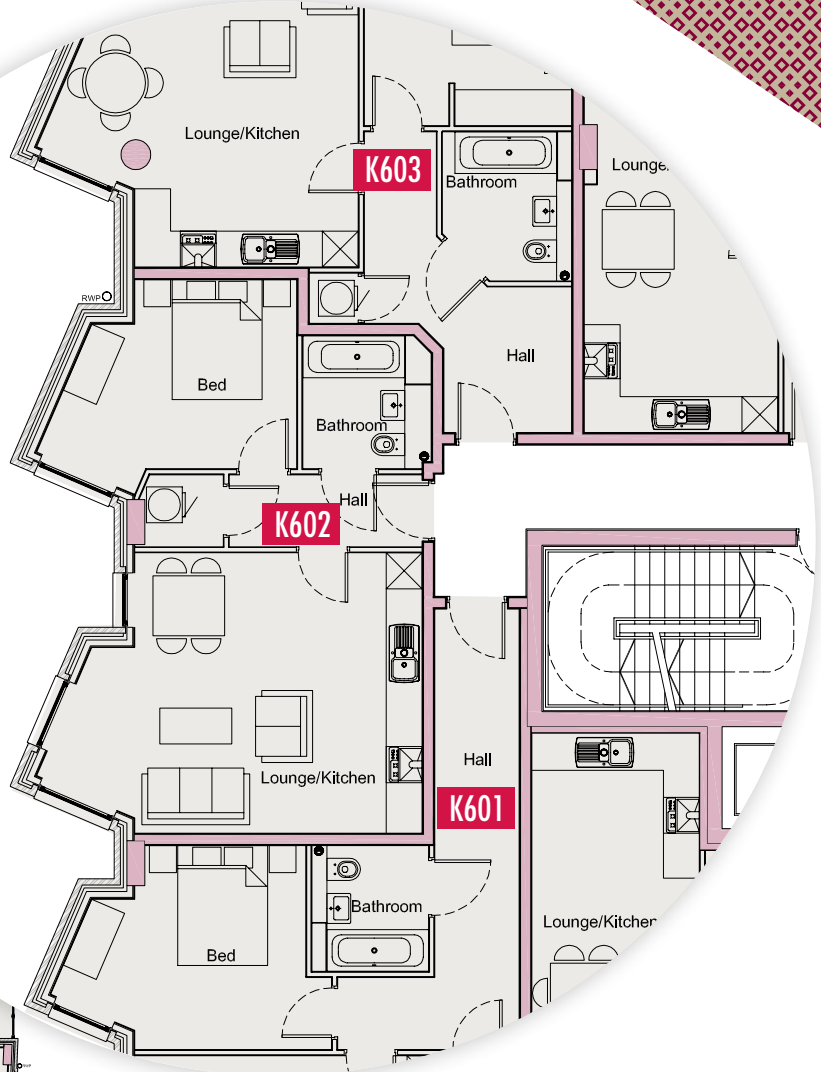 Lounge/Kitchen
K603
Bathroom
Lounge
RWP
Hall
Bed
Bathroom
Hall
K602
Lounge/Kitchen
Hall
K601
Bathroom
Lounge/Kitchen
Bed